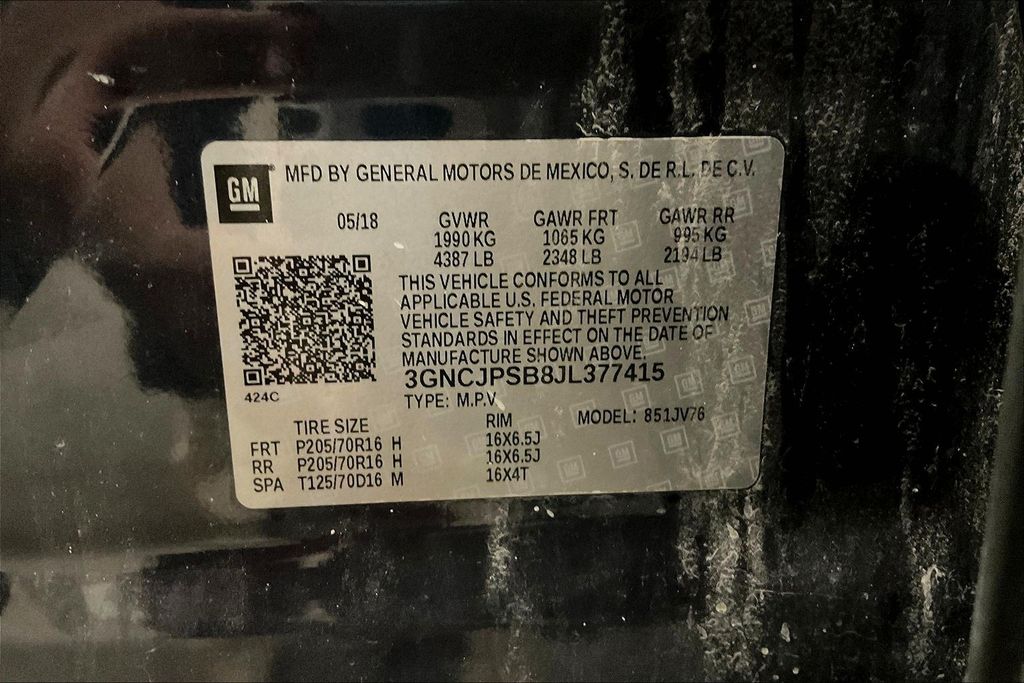 GM
MFD BY GENERAL MOTORS DE MEXICO, S. DE R.L. DE C.V.
05/18 GVWR GAWR FRT GAWR RR
1990 KG 1065 KG 995 KG
4387 LB 2348 LB 2194 LB
THIS VEHICLE CONFORMS TO ALL
APPLICABLE U.S. FEDERAL MOTOR
VEHICLE SAFETY AND THEFT PREVENTION
STANDARDS IN EFFECT ON THE DATE OF
MANUFACTURE SHOWN ABOVE.
3GNCJPSB8JL377415
424C
TYPE: M.P.V
TIRE SIZE RIM MODEL: 851JV76
FRT P205/70R16 H 16X6.5J
RR P205/70R16 H 16X6.5J
SPA T125/70D16 M 16X4T